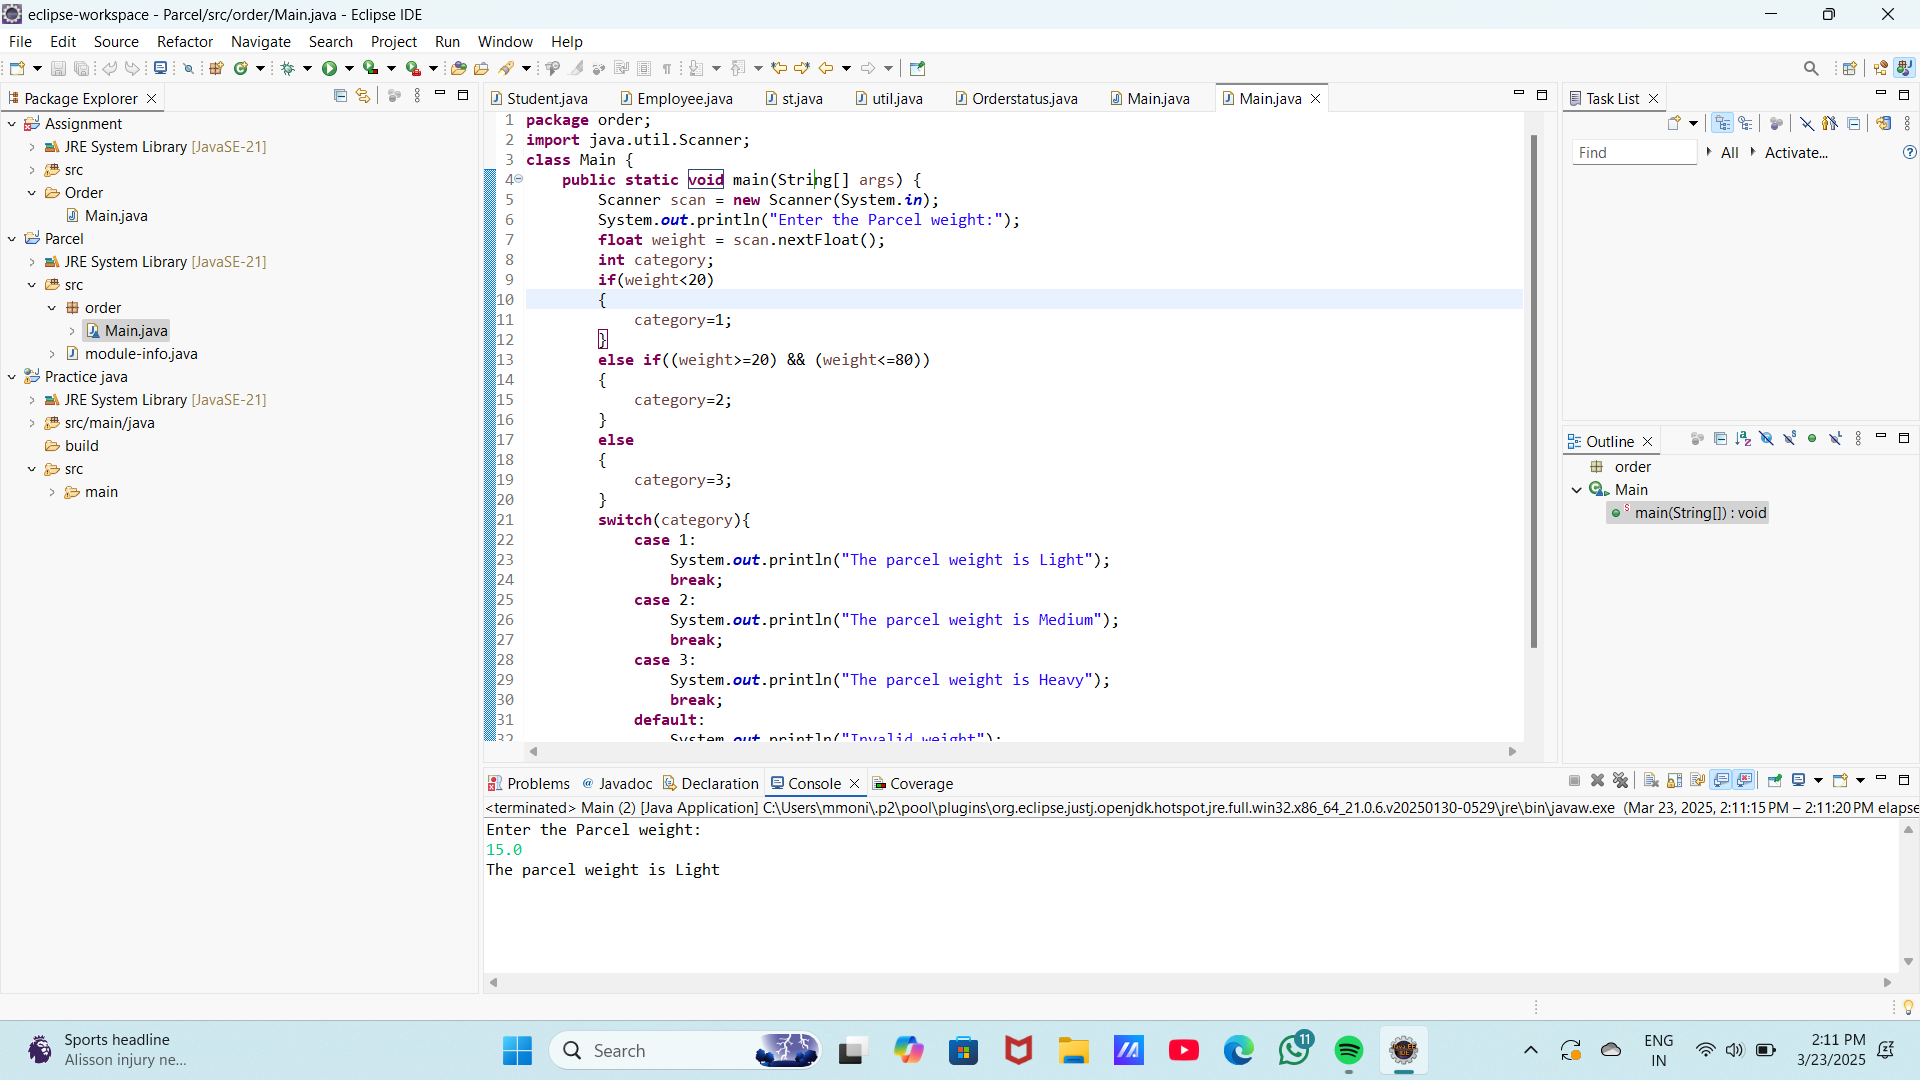 eclipse-workspace - Parcel/src/order/Main.java - Eclipse IDE
File Edit Source Refactor Navigate Search Project Run Window Help
Package Explorer
Assignment
JRE System Library [JavaSE-21]
src
Order
Main.java
Parcel
JRE System Library [JavaSE-21]
src
order
Main.java
module-info.java
Practice java
JRE System Library [JavaSE-21]
src/main/java
build
src
main
Student.java Employee.java st.java util.java Orderstatus.java Main.java Main.java
1 package order;
2 import java.util.Scanner;
3 class Main {
4 public static void main(String[] args) {
5 Scanner scan = new Scanner(System.in);
6 System.out.println("Enter the Parcel weight:");
7 float weight = scan.nextFloat();
8 int category;
9 if(weight<20)
10 {
11 category=1;
12 }
13 else if((weight>=20) && (weight<=80))
14 {
15 category=2;
16 }
17 else
18 {
19 category=3;
20 }
21 switch(category){
22 case 1:
23 System.out.println("The parcel weight is Light");
24 break;
25 case 2:
26 System.out.println("The parcel weight is Medium");
27 break;
28 case 3:
29 System.out.println("The parcel weight is Heavy");
30 break;
31 default:
32 System.out.println("Invalid weight");
Task List
Find All Activate...
Outline
order
Main
main(String[]) : void
Problems Javadoc Declaration Console Coverage
<terminated> Main (2) [Java Application] C:\Users\mmoni\.p2\pool\plugins\org.eclipse.justj.openjdk.hotspot.jre.full.win32.x86_64_21.0.6.v20250130-0529\jre\bin\javaw.exe (Mar 23, 2025, 2:11:15 PM – 2:11:20 PM elapse
Enter the Parcel weight:
15.0
The parcel weight is Light
Sports headline
Alisson injury ne...
Search
11
ENG
IN
2:11 PM
3/23/2025